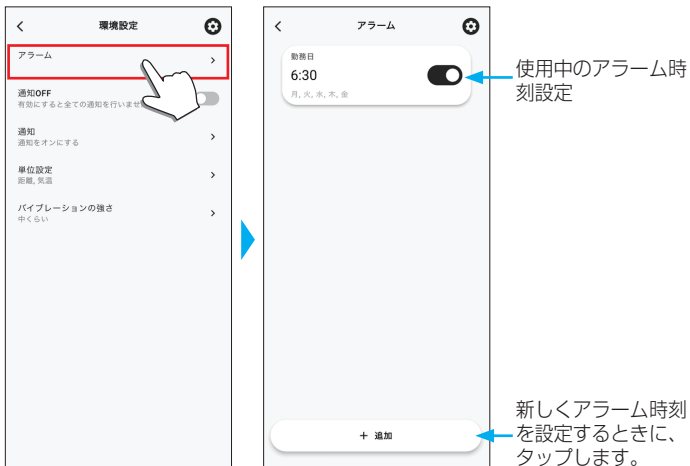 環境設定
アラーム
通知OFF
有効にすると全ての通知を行いませ
通知
通知をオンにする
単位設定
距離, 気温
バイブレーションの強さ
中くらい
アラーム
勤務日
6:30
月, 火, 水, 木, 金
+ 追加
使用中のアラーム時
刻設定
新しくアラーム時刻
を設定するときに、
タップします。